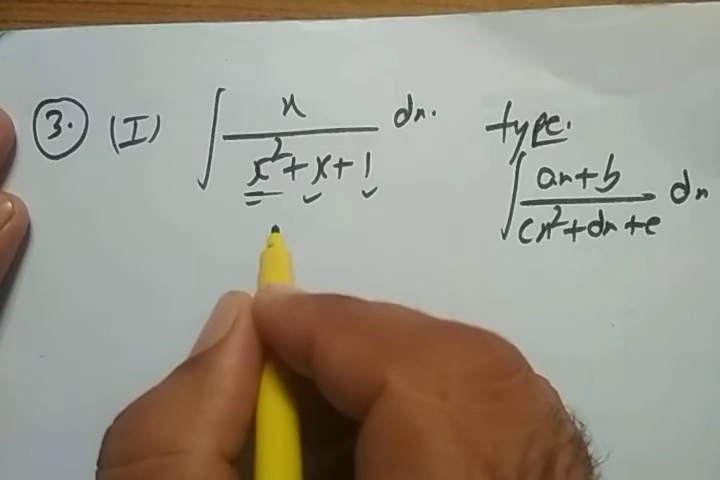 3. (I) ∫ x / (x² + x + 1) dx.
type.
∫ (ax + b) / (cx² + dx + e) dx